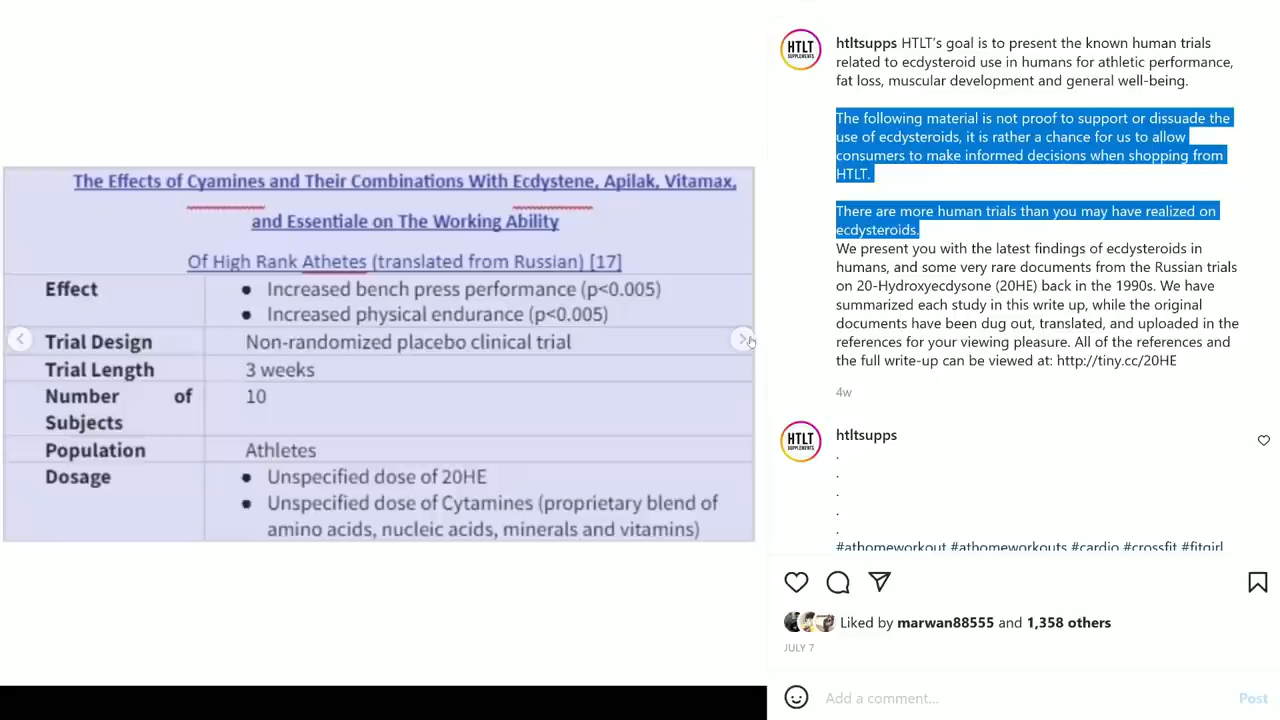 The Effects of Cyamines and Their Combinations With Ecdystene, Apilak, Vitamax,
and Essentiale on The Working Ability
Of High Rank Athetes (translated from Russian) [17]
Effect
● Increased bench press performance (p<0.005)
● Increased physical endurance (p<0.005)
Trial Design
Non-randomized placebo clinical trial
Trial Length
3 weeks
Number of
Subjects
10
Population
Athletes
Dosage
● Unspecified dose of 20HE
● Unspecified dose of Cytamines (proprietary blend of
amino acids, nucleic acids, minerals and vitamins)
HTLT
SUPPLEMENTS
htltsupps HTLT's goal is to present the known human trials
related to ecdysteroid use in humans for athletic performance,
fat loss, muscular development and general well-being.
The following material is not proof to support or dissuade the
use of ecdysteroids, it is rather a chance for us to allow
consumers to make informed decisions when shopping from
HTLT.
There are more human trials than you may have realized on
ecdysteroids.
We present you with the latest findings of ecdysteroids in
humans, and some very rare documents from the Russian trials
on 20-Hydroxyecdysone (20HE) back in the 1990s. We have
summarized each study in this write up, while the original
documents have been dug out, translated, and uploaded in the
references for your viewing pleasure. All of the references and
the full write-up can be viewed at: http://tiny.cc/20HE
4w
HTLT
SUPPLEMENTS
htltsupps
.
.
.
.
.
#athomeworkout #athomeworkouts #cardio #crossfit #fitgirl
Liked by marwan88555 and 1,358 others
JULY 7
Add a comment...
Post